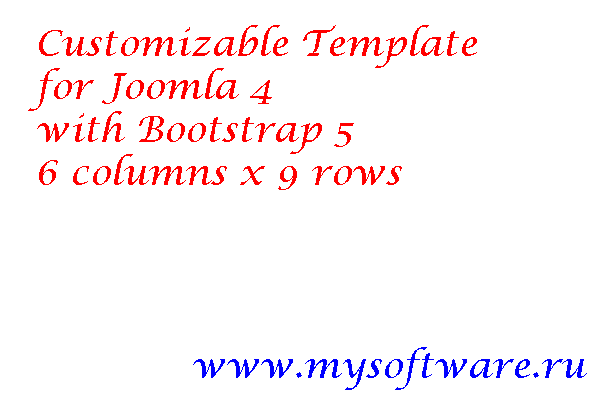 Customizable Template
for Joomla 4
with Bootstrap 5
6 columns x 9 rows
www.mysoftware.ru